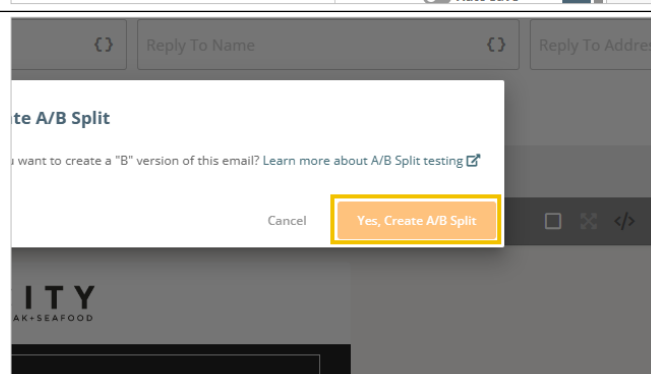 Reply To Name
Reply To Addre
te A/B Split
want to create a "B" version of this email? Learn more about A/B Split testing
Cancel
Yes, Create A/B Split
ITY
AK+SEAFOOD